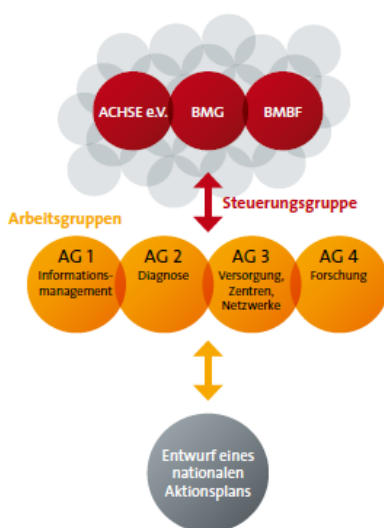 ACHSE e.V. BMG BMBF
Steuerungsgruppe
Arbeitsgruppen
AG 1
Informations-
management
AG 2
Diagnose
AG 3
Versorgung,
Zentren,
Netzwerke
AG 4
Forschung
Entwurf eines
nationalen
Aktionsplans